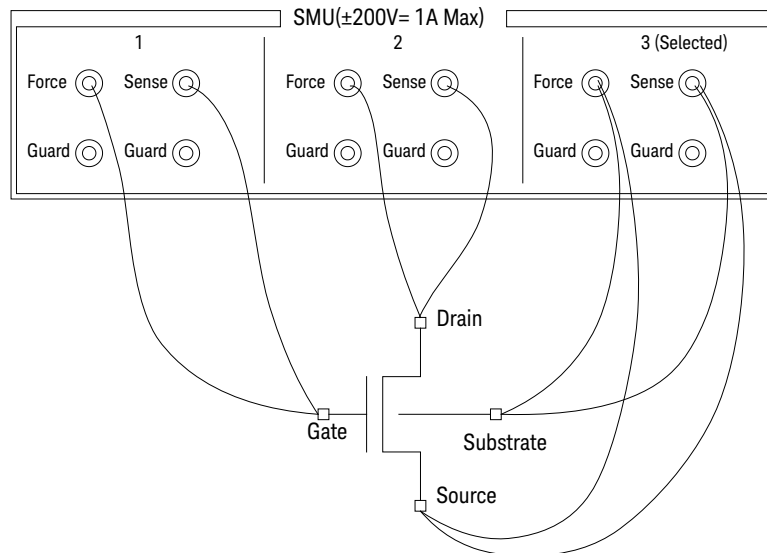 SMU(±200V= 1A Max)
1 2 3 (Selected)
Force Sense Force Sense Force Sense
Guard Guard Guard Guard Guard Guard
Drain
Gate Substrate
Source